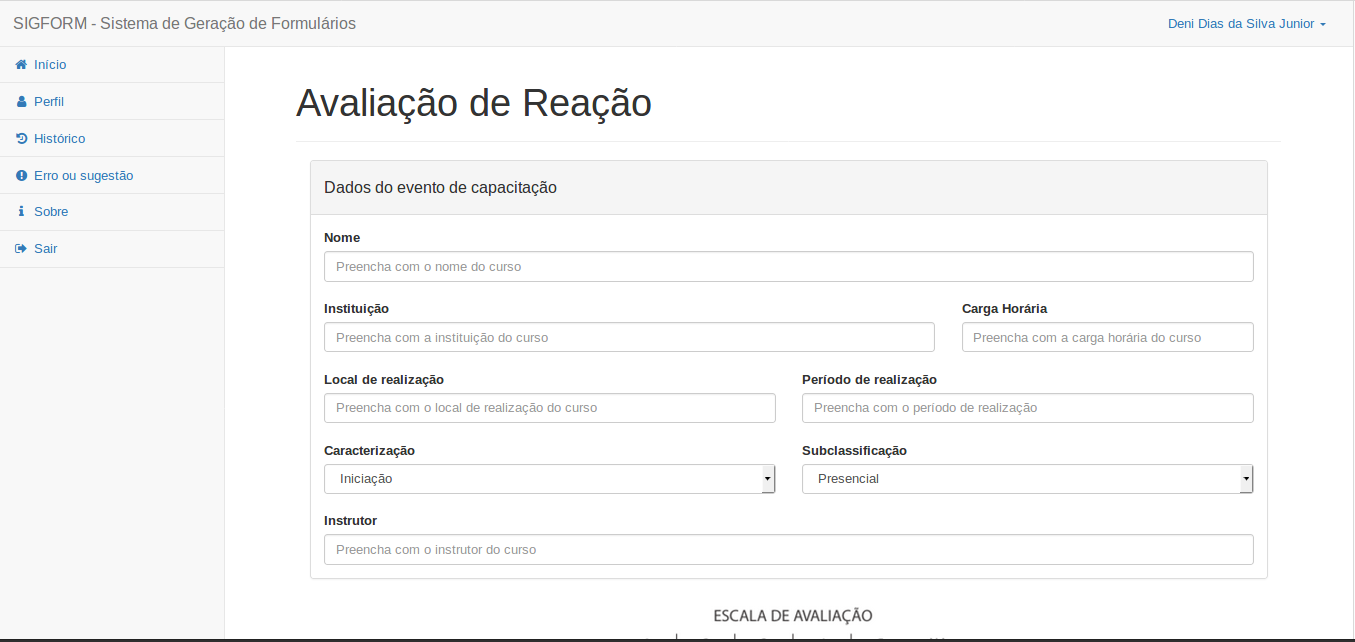 SIGFORM - Sistema de Geração de Formulários
Deni Dias da Silva Junior
Início
Perfil
Histórico
Erro ou sugestão
Sobre
Sair
Avaliação de Reação
Dados do evento de capacitação
Nome
Preencha com o nome do curso
Instituição
Carga Horária
Preencha com a instituição do curso
Preencha com a carga horária do curso
Local de realização
Período de realização
Preencha com o local de realização do curso
Preencha com o período de realização
Caracterização
Subclassificação
Iniciação
Presencial
Instrutor
Preencha com o instrutor do curso
ESCALA DE AVALIAÇÃO